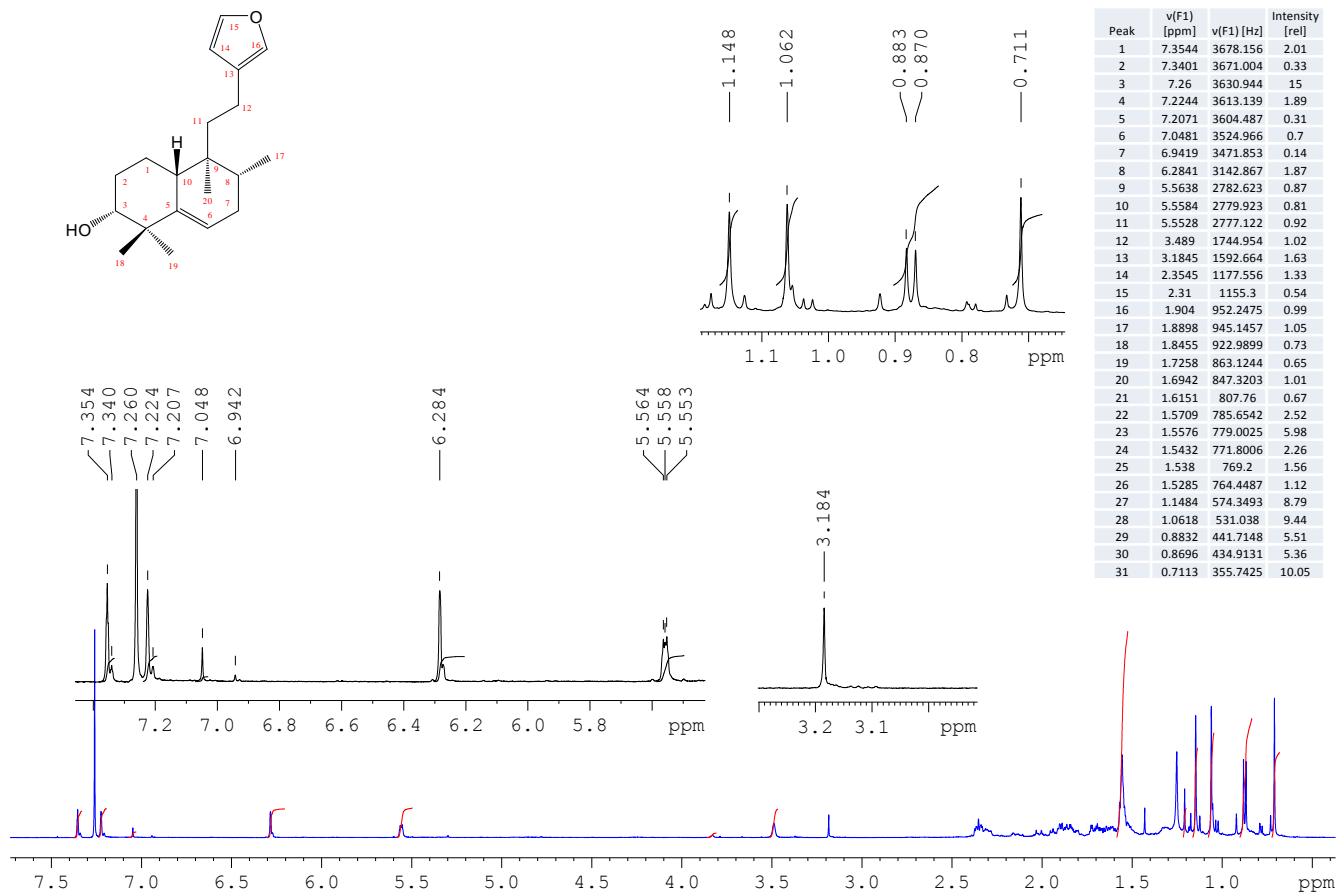 O
15
16
14
13
12
11
H
17
1
9
2
10
8
20
3
5
7
4
6
HO
18
19
1.148
1.062
0.883
0.870
0.711
1.1 1.0 0.9 0.8 ppm
Peak ν(F1) [ppm] ν(F1) [Hz] Intensity [rel]
1 7.3544 3678.156 2.01
2 7.3401 3671.004 0.33
3 7.26 3630.944 15
4 7.2244 3613.139 1.89
5 7.2071 3604.487 0.31
6 7.0481 3524.966 0.7
7 6.9419 3471.853 0.14
8 6.2841 3142.867 1.87
9 5.5638 2782.623 0.87
10 5.5584 2779.923 0.81
11 5.5528 2777.122 0.92
12 3.489 1744.954 1.02
13 3.1845 1592.664 1.63
14 2.3545 1177.556 1.33
15 2.31 1155.3 0.54
16 1.904 952.2475 0.99
17 1.8898 945.1457 1.05
18 1.8455 922.9899 0.73
19 1.7258 863.1244 0.65
20 1.6942 847.3203 1.01
21 1.6151 807.76 0.67
22 1.5709 785.6542 2.52
23 1.5576 779.0025 5.98
24 1.5432 771.8006 2.26
25 1.538 769.2 1.56
26 1.5285 764.4487 1.12
27 1.1484 574.3493 8.79
28 1.0618 531.038 9.44
29 0.8832 441.7148 5.51
30 0.8696 434.9131 5.36
31 0.7113 355.7425 10.05
7.354
7.340
7.260
7.224
7.207
7.048
6.942
6.284
5.564
5.558
5.553
7.2 7.0 6.8 6.6 6.4 6.2 6.0 5.8 ppm
3.184
3.2 3.1 ppm
7.5 7.0 6.5 6.0 5.5 5.0 4.5 4.0 3.5 3.0 2.5 2.0 1.5 1.0 ppm